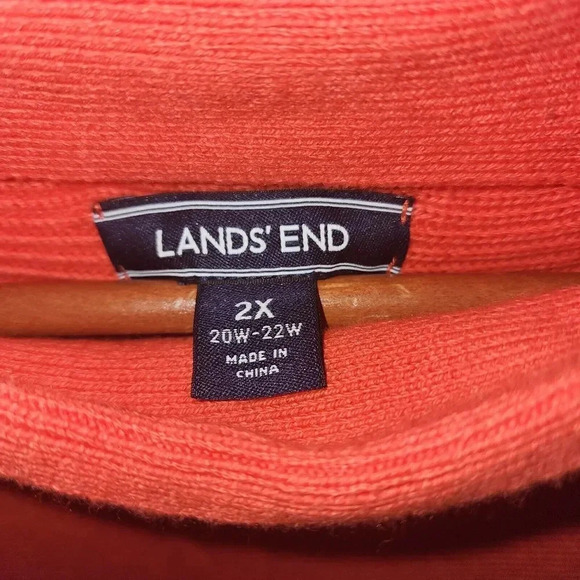 LANDS' END
2X
20W-22W
MADE IN
CHINA